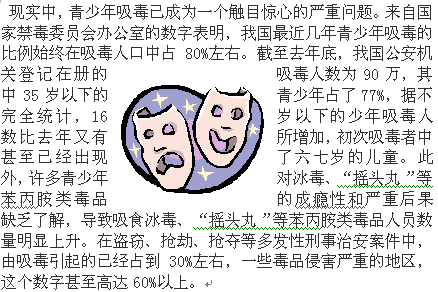 现实中，青少年吸毒已成为一个触目惊心的严重问题。来自国
家禁毒委员会办公室的数字表明，我国最近几年青少年吸毒的
比例始终在吸毒人口中占 80%左右。截至去年底，我国公安机
关登记在册的吸毒人数为 90 万，其
中 35 岁以下的青少年占了 77%，据不
完全统计，16岁以下的少年吸毒人
数比去年又有所增加，初次吸毒者中
甚至已经出现了六七岁的儿童。此
外，许多青少年对冰毒、“摇头丸”等
苯丙胺类毒品的成瘾性和严重后果
缺乏了解，导致吸食冰毒、“摇头丸”等苯丙胺类毒品人员数
量明显上升。在盗窃、抢劫、抢夺等多发性刑事治安案件中，
由吸毒引起的已经占到 30%左右，一些毒品侵害严重的地区，
这个数字甚至高达 60%以上。